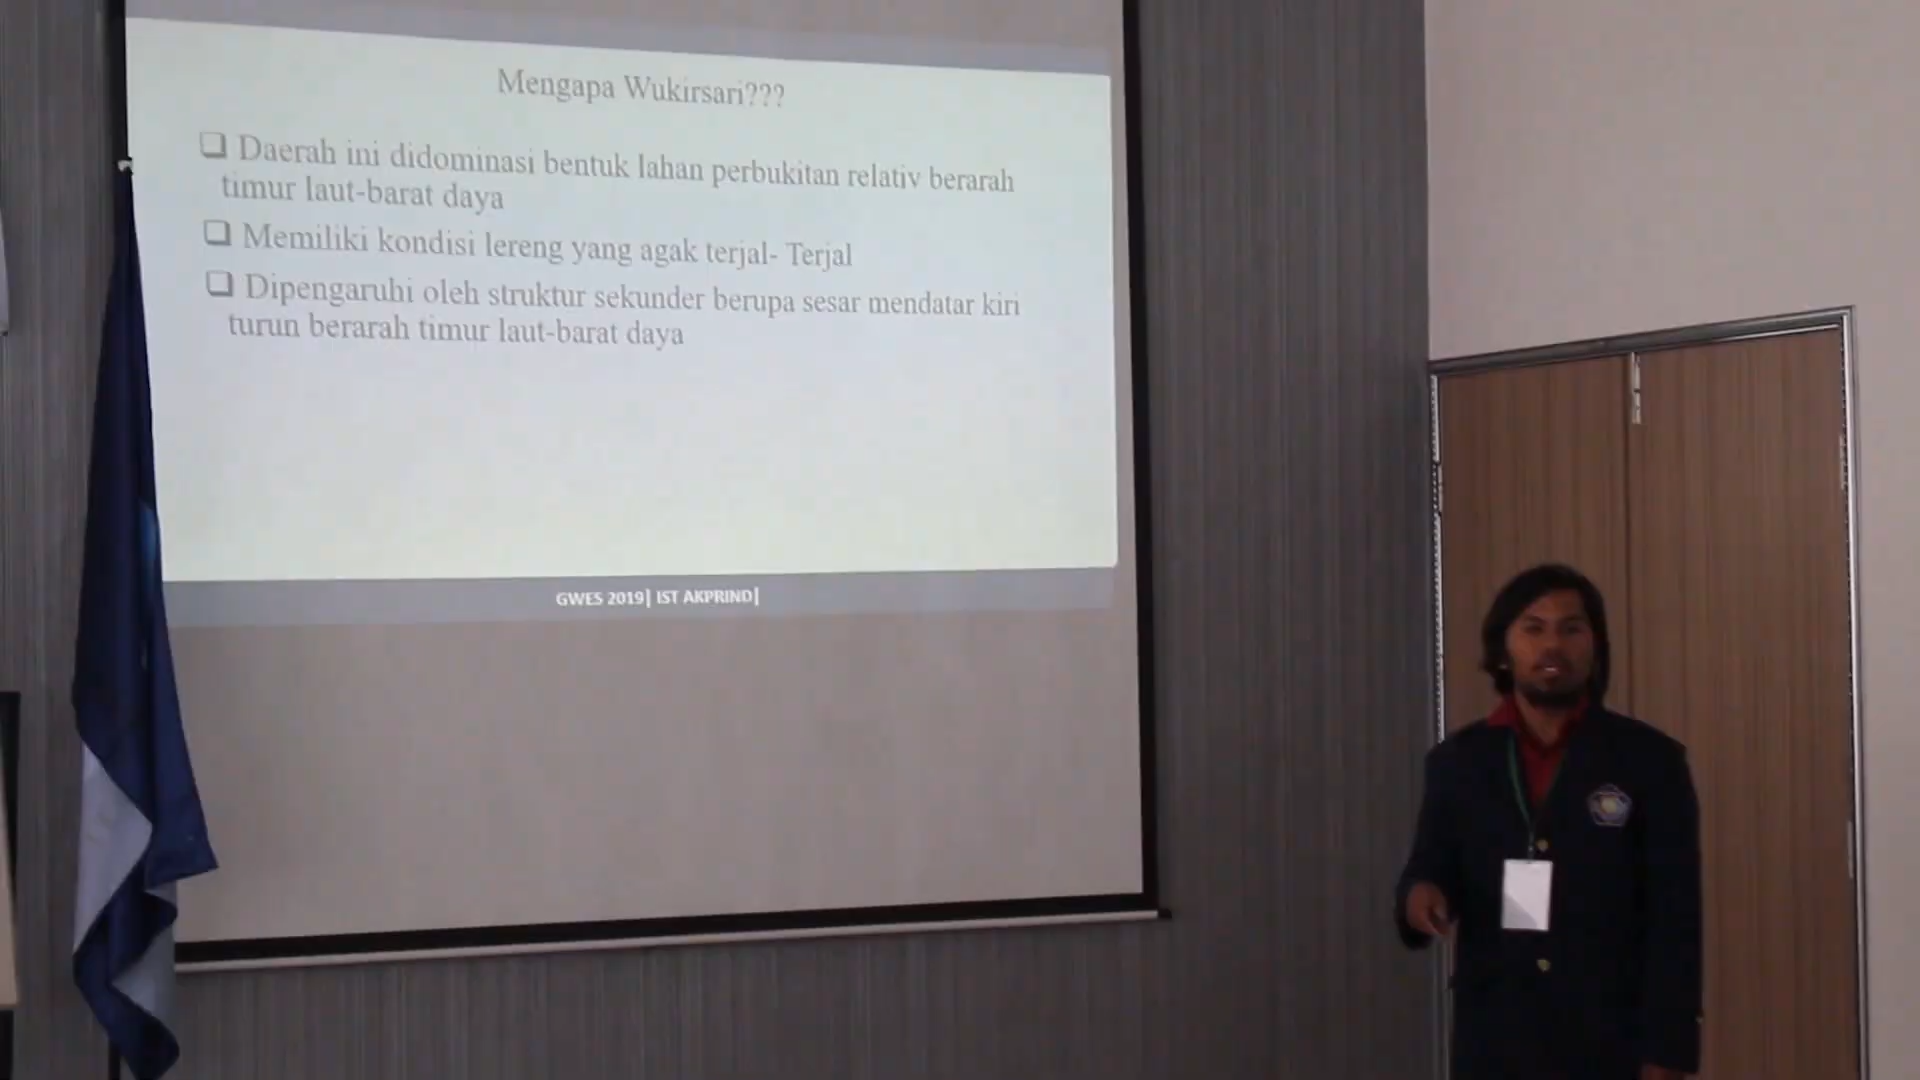 Mengapa Wukirsari???
❑ Daerah ini didominasi bentuk lahan perbukitan relativ berarah
timur laut-barat daya
❑ Memiliki kondisi lereng yang agak terjal- Terjal
❑ Dipengaruhi oleh struktur sekunder berupa sesar mendatar kiri
turun berarah timur laut-barat daya
GWES 2019| IST AKPRIND|